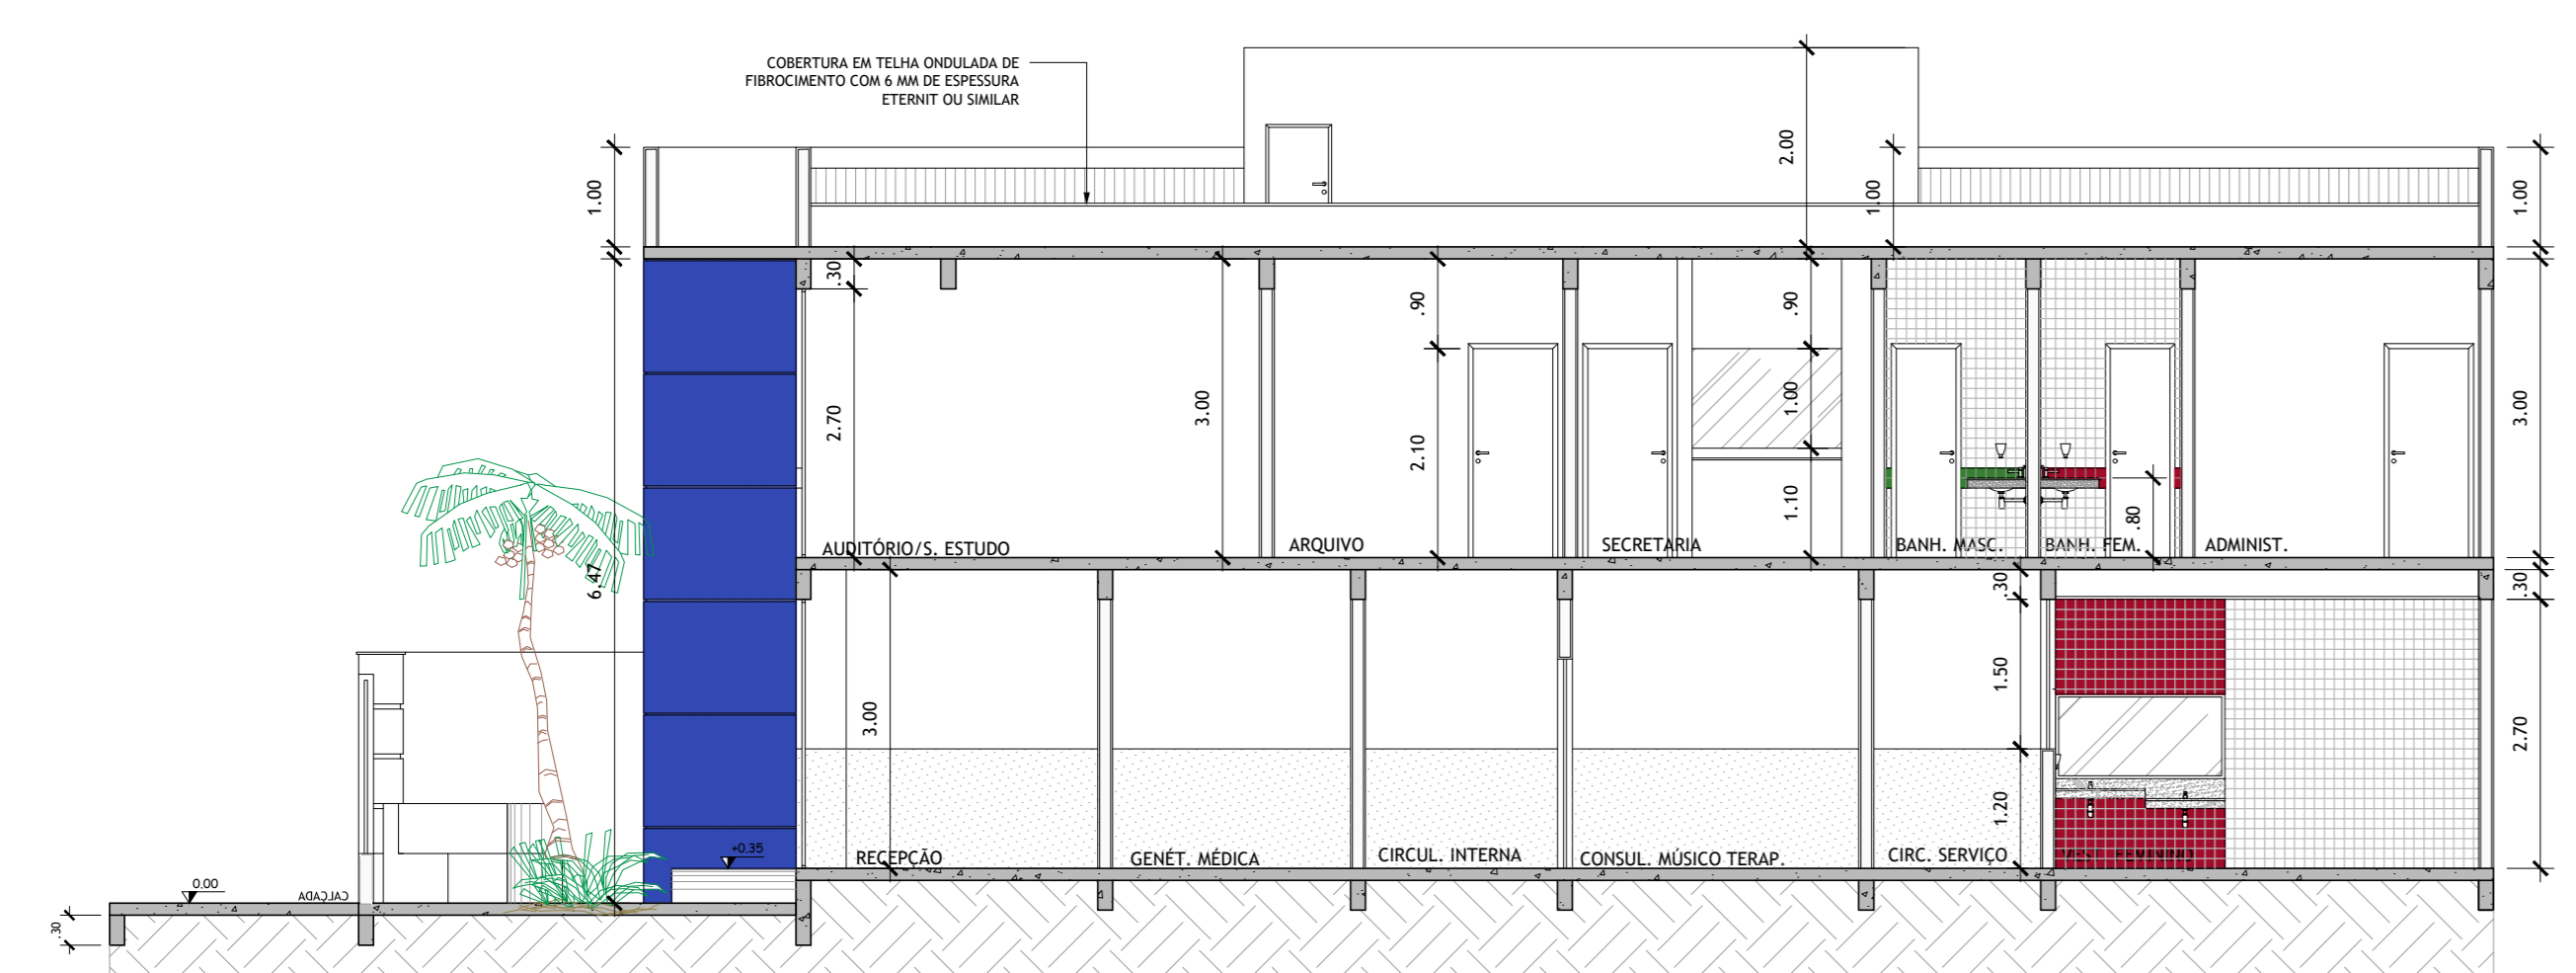 COBERTURA EM TELHA ONDULADA DE
FIBROCIMENTO COM 6 MM DE ESPESSURA
ETERNIT OU SIMILAR
2.00
1.00
1.00
1.00
.30
.90
.90
2.70
3.00
2.10
1.00
1.10
.80
3.00
6.47
AUDITÓRIO/S. ESTUDO
ARQUIVO
SECRETARIA
BANH. MASC.
BANH. FEM.
ADMINIST.
.30
.30
3.00
1.50
1.20
2.70
RECEPÇÃO
GENÉT. MÉDICA
CIRCUL. INTERNA
CONSUL. MÚSICO TERAP.
CIRC. SERVIÇO
VEST. FEMININO
+0.35
0.00
CALÇADA
.30